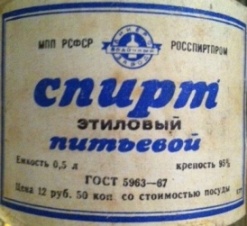 МПП РСФСР РОССПИРТПРОМ
спирт
ЭТИЛОВЫЙ
питьевой
Емкость 0,5 л крепость 95%
ГОСТ 5963—67
Цена 12 руб. 50 коп со стоимостью посуды